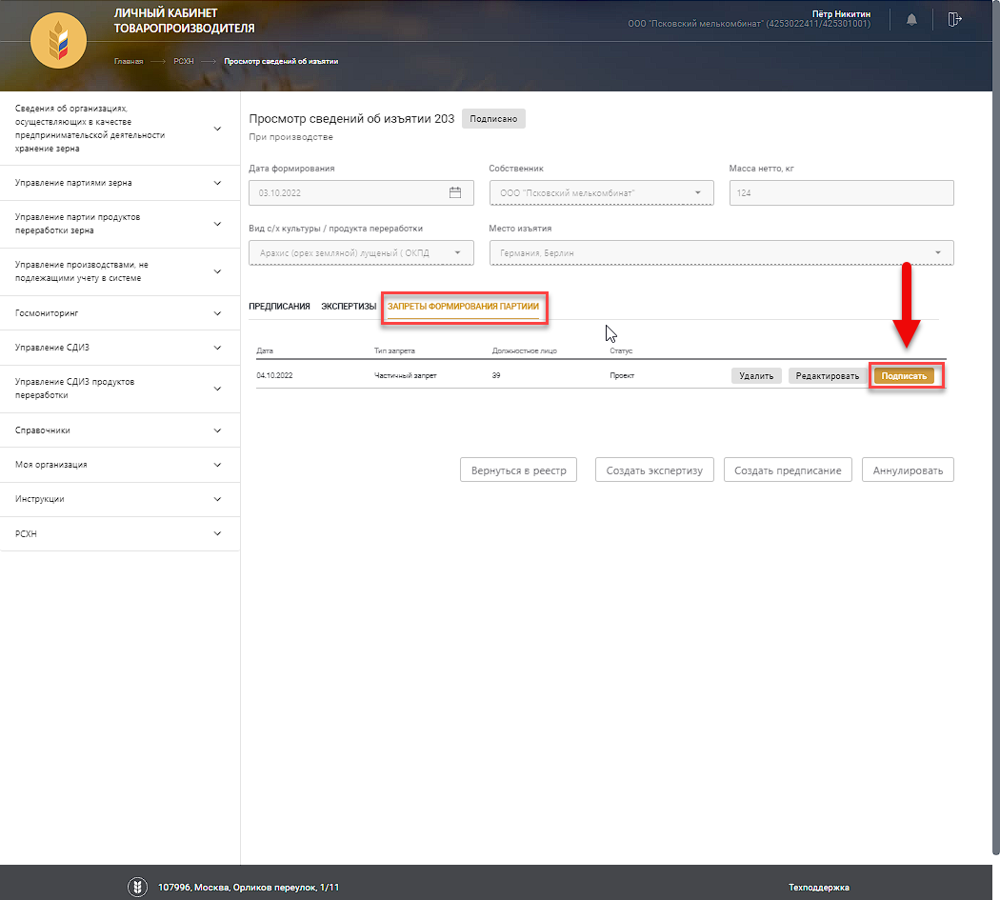 ЛИЧНЫЙ КАБИНЕТ
ТОВАРОПРОИЗВОДИТЕЛЯ
Пётр Никитин
ООО "Псковский мелькомбинат" (4253022411/425301001)
Главная РСХН Просмотр сведений об изъятии
Сведения об организациях,
осуществляющих в качестве
предпринимательской деятельности
хранение зерна
Управление партиями зерна
Управление партии продуктов
переработки зерна
Управление производствами, не
подлежащими учету в системе
Госмониторинг
Управление СДИЗ
Управление СДИЗ продуктов
переработки
Справочники
Моя организация
Инструкции
РСХН
Просмотр сведений об изъятии 203 Подписано
При производстве
Дата формирования Собственник Масса нетто, кг
03.10.2022 ООО "Псковский мелькомбинат" 124
Вид с/х культуры / продукта переработки Место изъятия
Арахис (орех земляной) лущеный ( ОКПД Германия, Берлин
ПРЕДПИСАНИЯ ЭКСПЕРТИЗЫ ЗАПРЕТЫ ФОРМИРОВАНИЯ ПАРТИИИ
Дата Тип запрета Должностное лицо Статус
04.10.2022 Частичный запрет 39 Проект Удалить Редактировать Подписать
Вернуться в реестр Создать экспертизу Создать предписание Аннулировать
107996, Москва, Орликов переулок, 1/11 Техподдержка